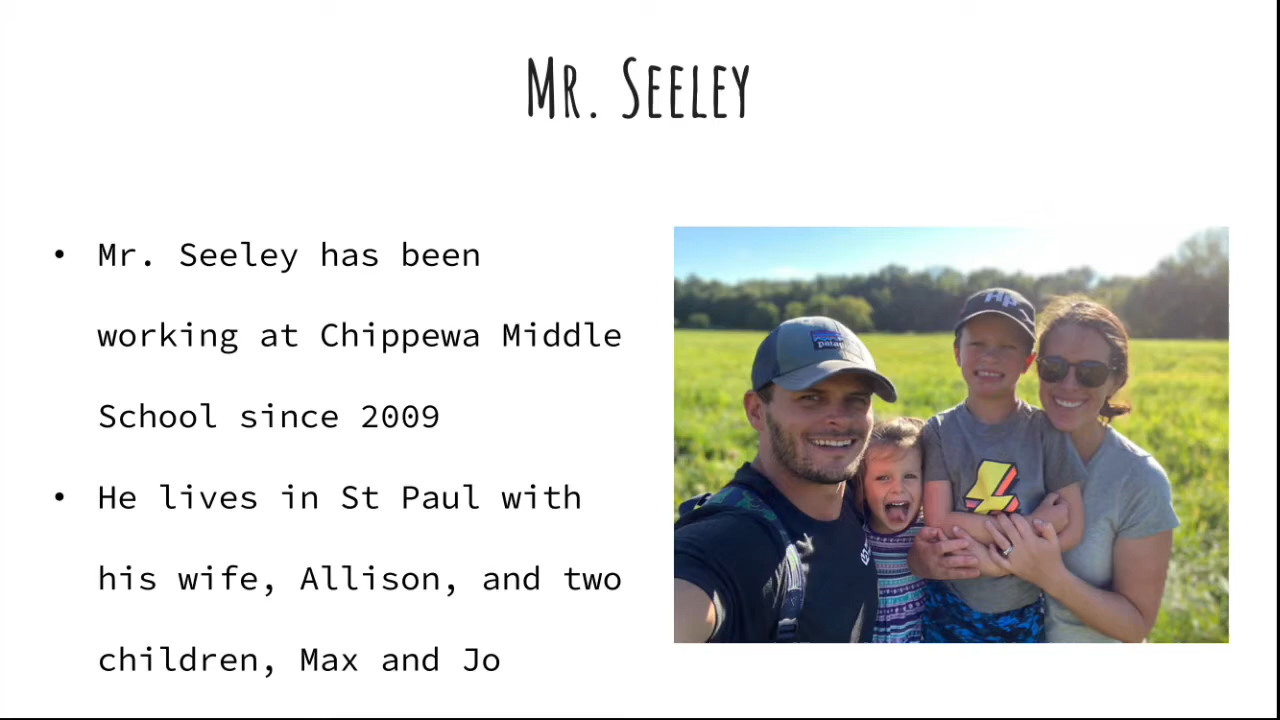 Mr. Seeley
• Mr. Seeley has been
working at Chippewa Middle
School since 2009
• He lives in St Paul with
his wife, Allison, and two
children, Max and Jo
HP